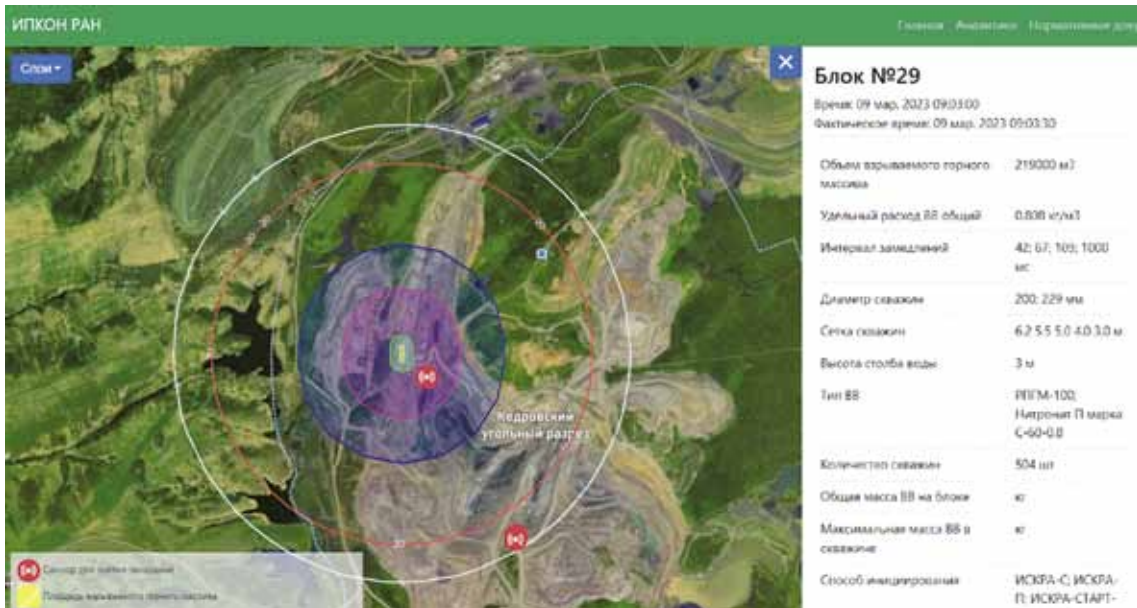 ИПКОН РАН
Главная Аналитика Нормативные
Слои
Блок №29
Время: 09 мар. 2023 09:03:00
Фактическое время: 09 мар. 2023 09:03:30
Объем взрываемого горного массива
219000 м3
Удельный расход ВВ общий
0.808 кг/м3
Интервал замедлений
42; 67; 109; 1000
мс
Диаметр скважин
200; 229 мм
Сетка скважин
6.2 5.5 5.0 4.0 3.0 м
Высота столба воды
3 м
Тип ВВ
РПГМ-100;
Нитронит П марка
С-60-0.8
Количество скважин
504 шт
Общая масса ВВ на блоке
кг
Максимальная масса ВВ в
скважине
кг
Способ инициирования
ИСКРА-С; ИСКРА-
П; ИСКРА-СТАРТ-
Кедровский
угольный разрез
Площадь взрываемого горного массива